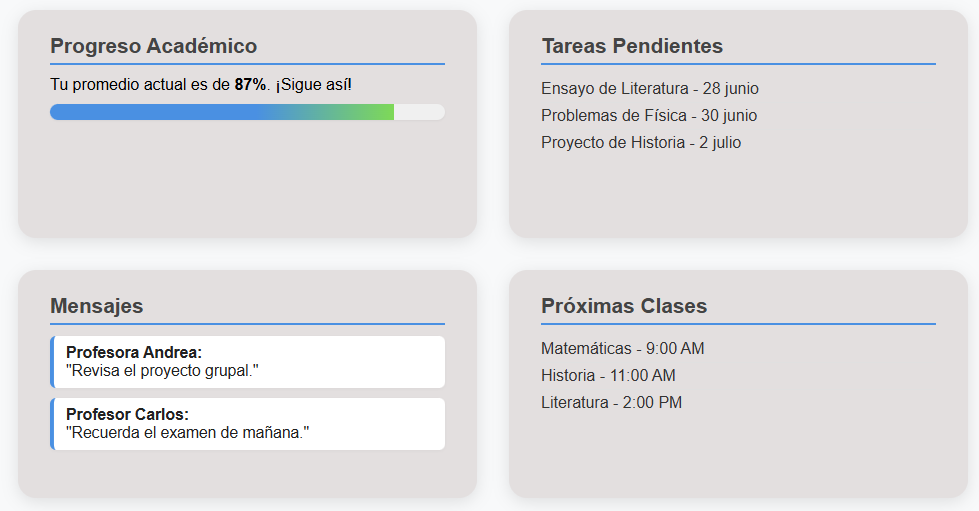 Progreso Académico
Tu promedio actual es de 87%. ¡Sigue así!
Tareas Pendientes
Ensayo de Literatura - 28 junio
Problemas de Física - 30 junio
Proyecto de Historia - 2 julio
Mensajes
Profesora Andrea:
"Revisa el proyecto grupal."
Profesor Carlos:
"Recuerda el examen de mañana."
Próximas Clases
Matemáticas - 9:00 AM
Historia - 11:00 AM
Literatura - 2:00 PM